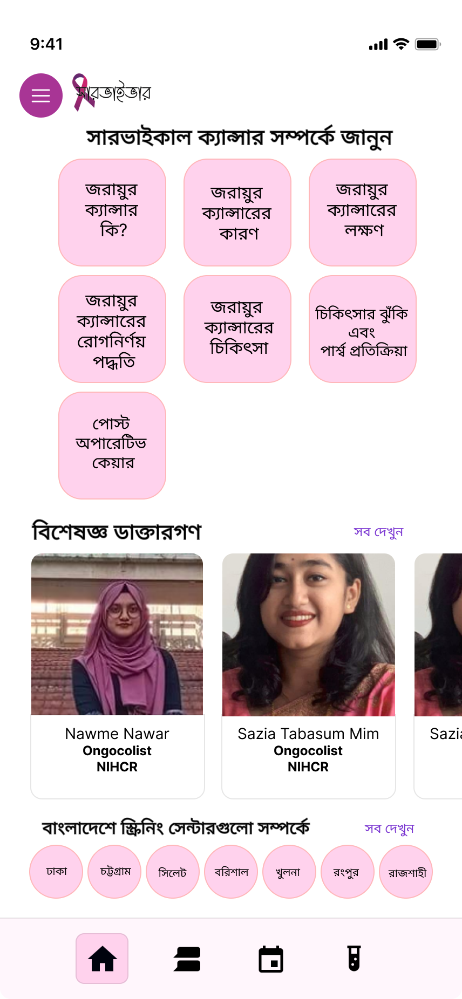 9:41
সারভাইভার
সারভাইকাল ক্যান্সার সম্পর্কে জানুন
জরায়ুর
ক্যান্সার
কি?
জরায়ুর
ক্যান্সারের
কারণ
জরায়ুর
ক্যান্সারের
লক্ষণ
জরায়ুর
ক্যান্সারের
রোগনির্ণয়
পদ্ধতি
জরায়ুর
ক্যান্সারের
চিকিৎসা
চিকিৎসার ঝুঁকি
এবং
পার্শ্ব প্রতিক্রিয়া
পোস্ট
অপারেটিভ
কেয়ার
বিশেষজ্ঞ ডাক্তারগণ
সব দেখুন
Nawme Nawar
Ongocolist
NIHCR
Sazia Tabasum Mim
Ongocolist
NIHCR
Sazi
বাংলাদেশে স্ক্রিনিং সেন্টারগুলো সম্পর্কে
সব দেখুন
ঢাকা
চট্টগ্রাম
সিলেট
বরিশাল
খুলনা
রংপুর
রাজশাহী